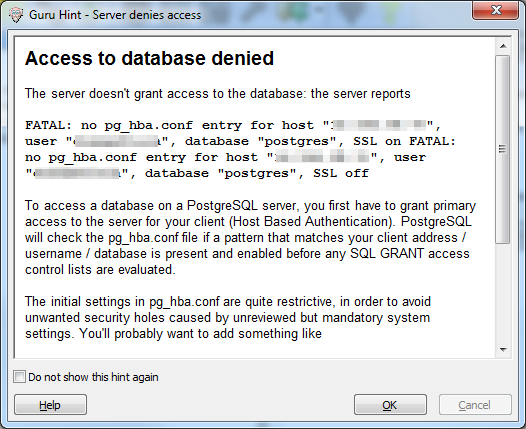 Guru Hint - Server denies access
Access to database denied
The server doesn't grant access to the database: the server reports
FATAL: no pg_hba.conf entry for host "", 
user "", database "postgres", SSL on FATAL:
no pg_hba.conf entry for host "", user
"", database "postgres", SSL off
To access a database on a PostgreSQL server, you first have to grant primary
access to the server for your client (Host Based Authentication). PostgreSQL
will check the pg_hba.conf file if a pattern that matches your client address /
username / database is present and enabled before any SQL GRANT access
control lists are evaluated.
The initial settings in pg_hba.conf are quite restrictive, in order to avoid
unwanted security holes caused by unreviewed but mandatory system
settings. You'll probably want to add something like
Do not show this hint again
Help
OK
Cancel